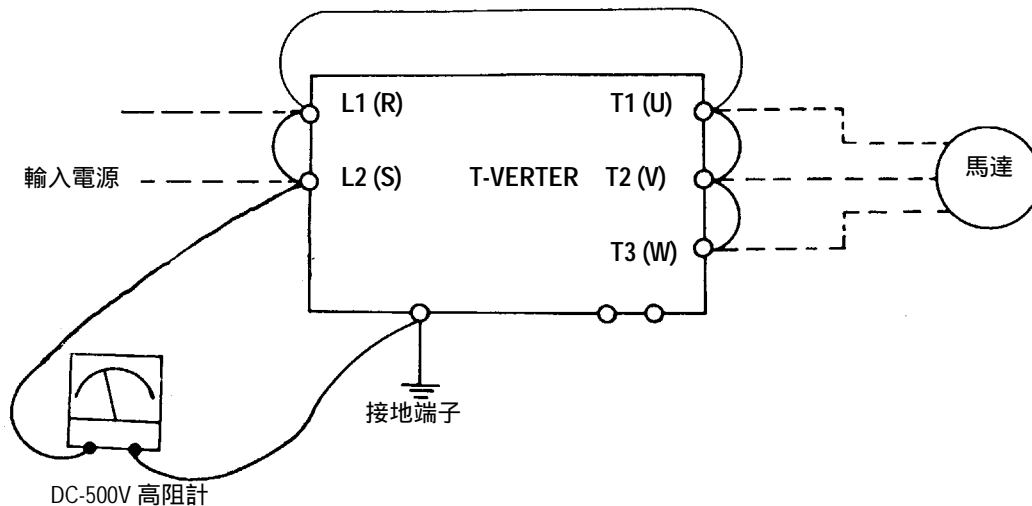 L1 (R)
T1 (U)
輸入電源
L2 (S)
T-VERTER
T2 (V)
馬達
T3 (W)
接地端子
DC-500V 高阻計